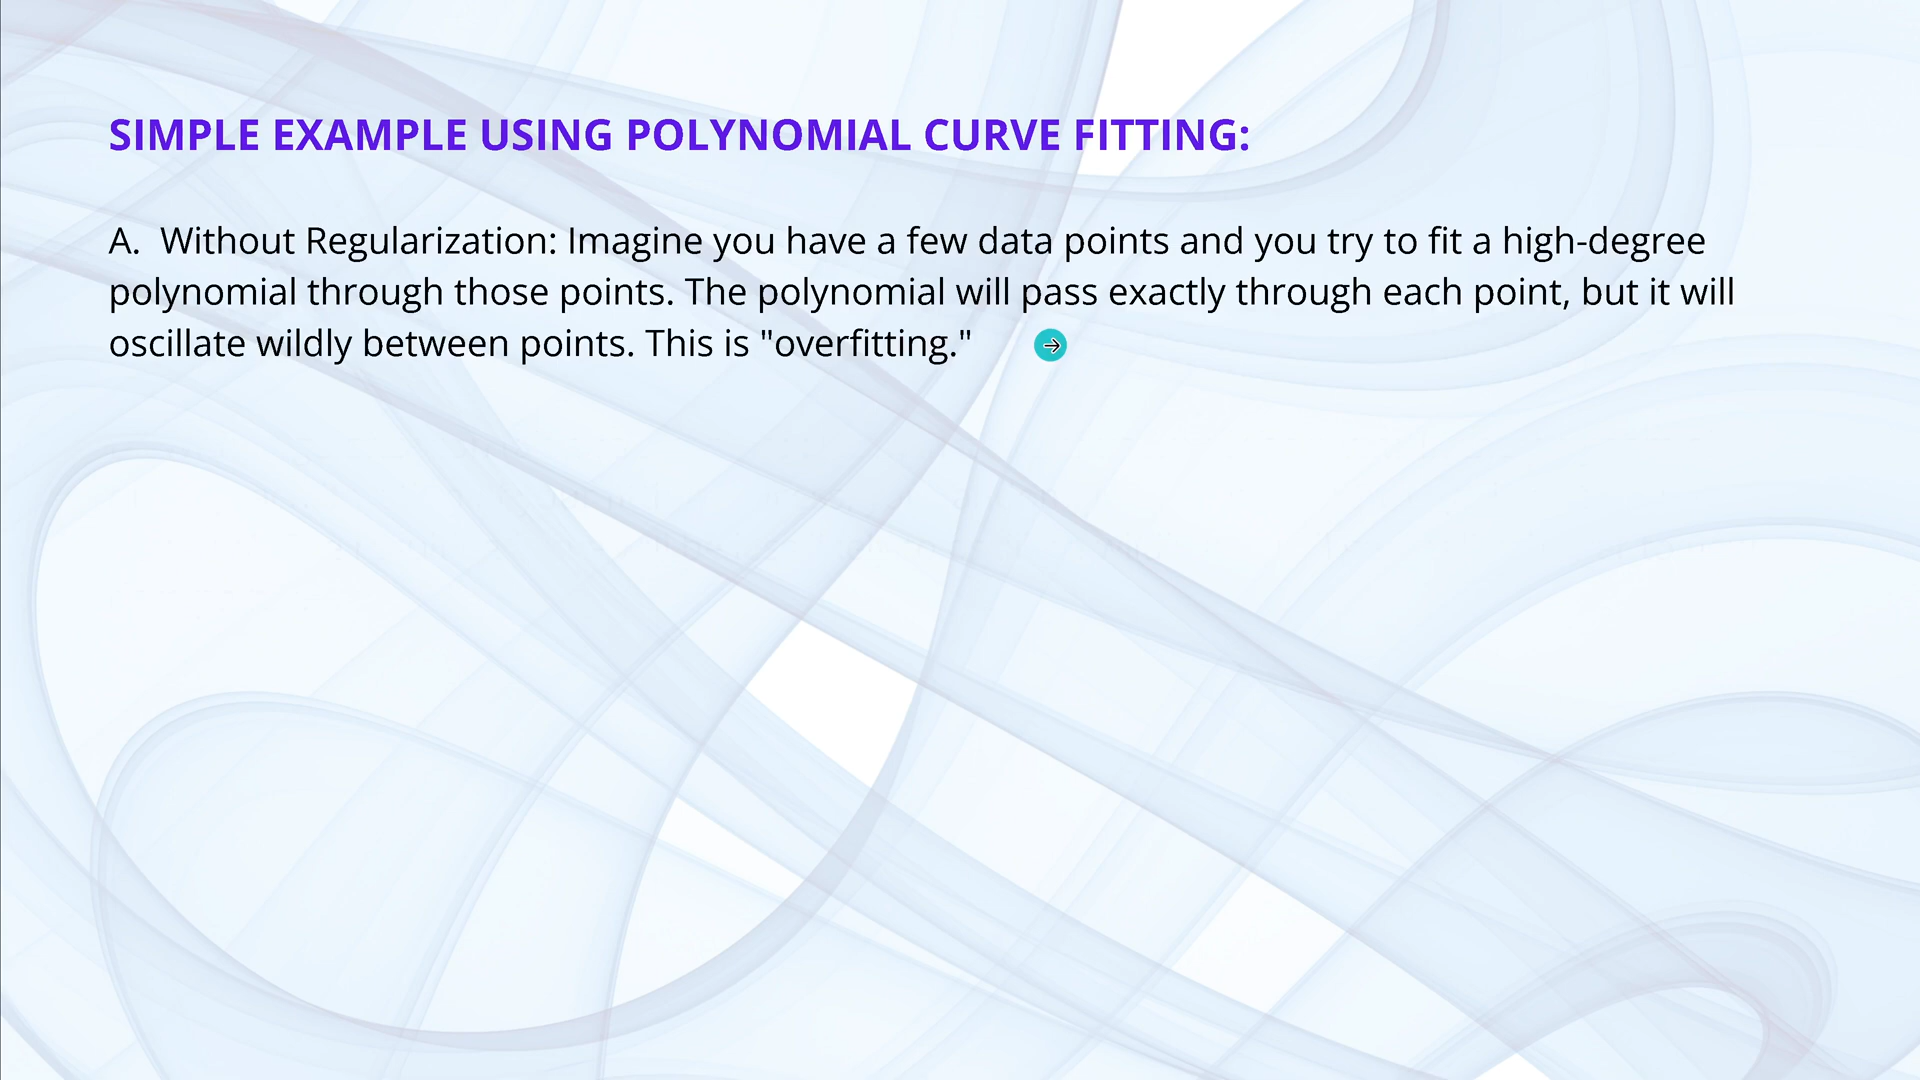 SIMPLE EXAMPLE USING POLYNOMIAL CURVE FITTING:
A. Without Regularization: Imagine you have a few data points and you try to fit a high-degree
polynomial through those points. The polynomial will pass exactly through each point, but it will
oscillate wildly between points. This is "overfitting."